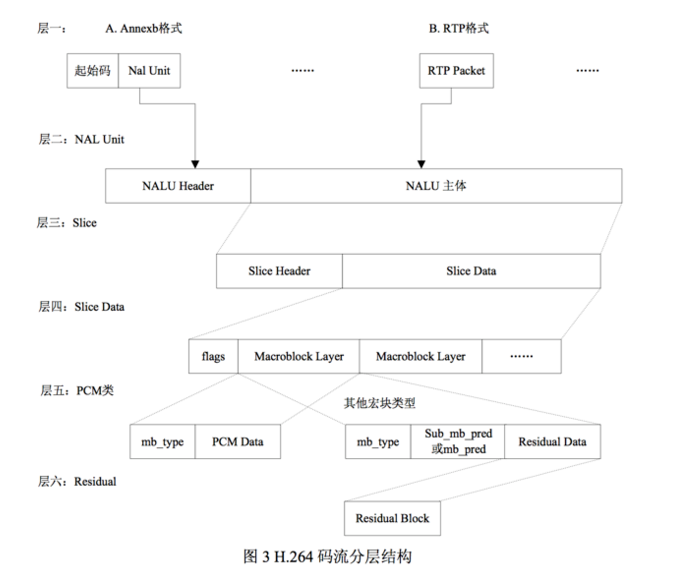 层一： A. Annexb格式 B. RTP格式
起始码 Nal Unit …… RTP Packet ……
层二：NAL Unit
NALU Header NALU 主体
层三：Slice
Slice Header Slice Data
层四：Slice Data
flags Macroblock Layer Macroblock Layer ……
层五：PCM类
其他宏块类型
mb_type PCM Data mb_type Sub_mb_pred
或mb_pred Residual Data
层六：Residual
Residual Block
图 3 H.264 码流分层结构